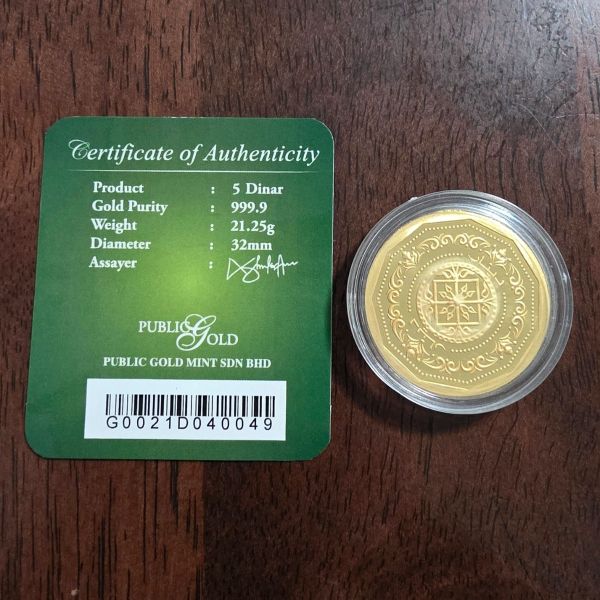 Certificate of Authenticity
Product : 5 Dinar
Gold Purity : 999.9
Weight : 21.25g
Diameter : 32mm
Assayer :
PUBLIC GOLD
PUBLIC GOLD MINT SDN BHD
G0021D040049